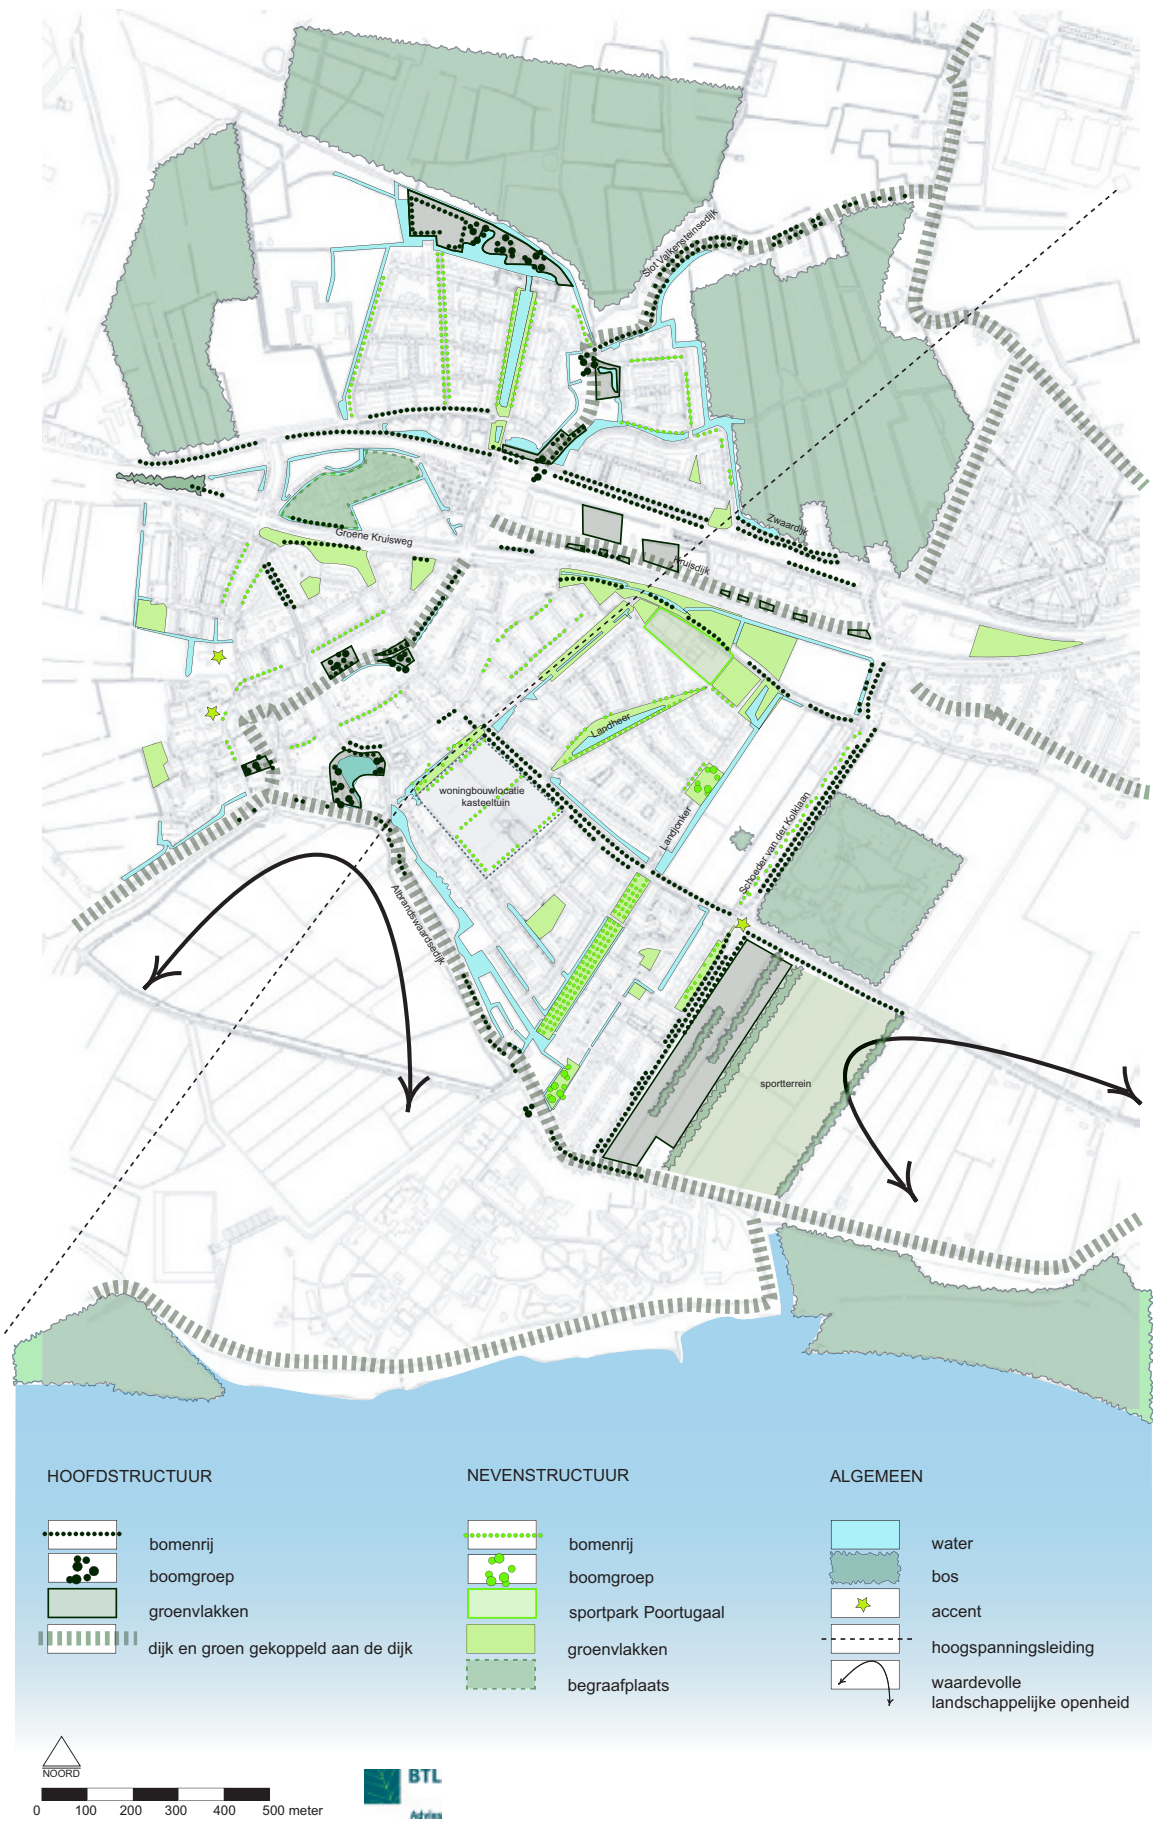 Slot Valkensteinsedijk
Zwaardijk
Groene Kruisweg
Kruisdijk
Landheer
woningbouwlocatie
kasteeltuin
Landjonker
Schoeder van der Kolklaan
Albrandswaardsedijk
sportterrein
HOOFDSTRUCTUUR
bomenrij
boomgroep
groenvlakken
dijk en groen gekoppeld aan de dijk
NEVENSTRUCTUUR
bomenrij
boomgroep
sportpark Poortugaal
groenvlakken
begraafplaats
ALGEMEEN
water
bos
accent
hoogspanningsleiding
waardevolle
landschappelijke openheid
NOORD
0 100 200 300 400 500 meter
BTL
Advies